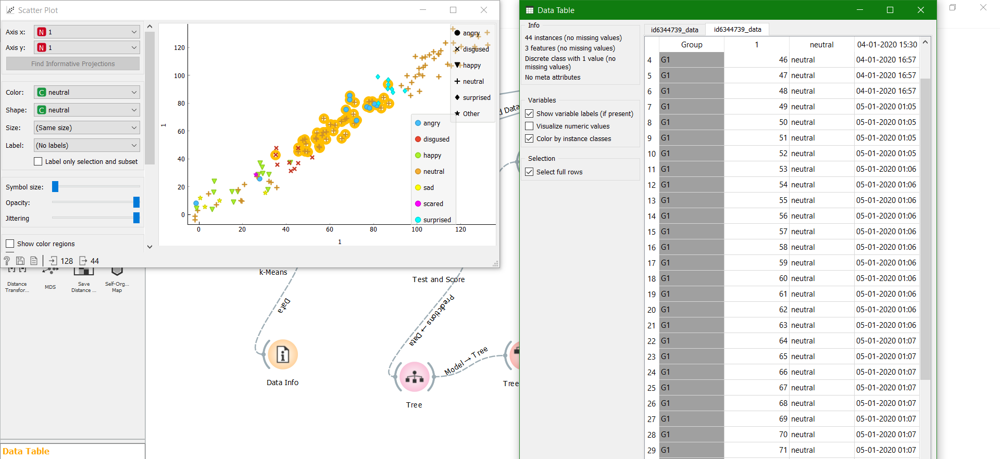 Scatter Plot
Axis x:
N 1
Axis y:
N 1
Find Informative Projections
Color:
C neutral
Shape:
C neutral
Size:
(Same size)
Label:
(No labels)
Label only selection and subset
Symbol size:
Opacity:
Jittering
Show color regions
? 128 44
120
100
80
60
40
20
0
1
0 20 40 60 80 100 120
1
angry
disgused
happy
neutral
surprised
Other
angry
disgused
happy
neutral
sad
scared
surprised
Distance
Transfor...
MDS
Save
Distance ...
Self-Org...
Map
Data Table
k-Means
Data
Data Info
Test and Score
Predictions → Data
Tree
Model → Tree
Tree
d Data
Data Table
Info
44 instances (no missing values)
3 features (no missing values)
Discrete class with 1 value (no
missing values)
No meta attributes
Variables
Show variable labels (if present)
Visualize numeric values
Color by instance classes
Selection
Select full rows
id6344739_data id6344739_data
Group 1 neutral 04-01-2020 15:30
4 G1 46 neutral 04-01-2020 16:57
5 G1 47 neutral 04-01-2020 16:57
6 G1 48 neutral 04-01-2020 16:57
7 G1 49 neutral 05-01-2020 01:05
8 G1 50 neutral 05-01-2020 01:05
9 G1 51 neutral 05-01-2020 01:05
10 G1 52 neutral 05-01-2020 01:05
11 G1 53 neutral 05-01-2020 01:06
12 G1 54 neutral 05-01-2020 01:06
13 G1 55 neutral 05-01-2020 01:06
14 G1 56 neutral 05-01-2020 01:06
15 G1 57 neutral 05-01-2020 01:06
16 G1 58 neutral 05-01-2020 01:06
17 G1 59 neutral 05-01-2020 01:06
18 G1 60 neutral 05-01-2020 01:06
19 G1 61 neutral 05-01-2020 01:06
20 G1 62 neutral 05-01-2020 01:06
21 G1 63 neutral 05-01-2020 01:06
22 G1 64 neutral 05-01-2020 01:07
23 G1 65 neutral 05-01-2020 01:07
24 G1 66 neutral 05-01-2020 01:07
25 G1 67 neutral 05-01-2020 01:07
26 G1 68 neutral 05-01-2020 01:07
27 G1 69 neutral 05-01-2020 01:07
28 G1 70 neutral 05-01-2020 01:07
29 G1 71 neutral 05-01-2020 01:07